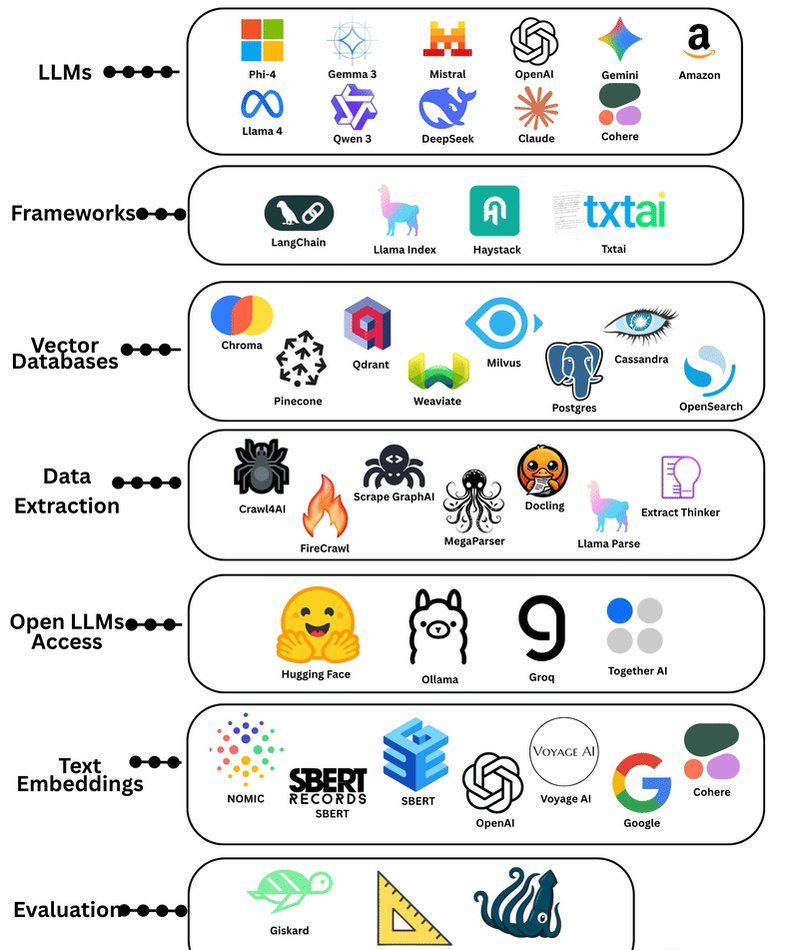 LLMs
Phi-4
Gemma 3
Mistral
OpenAI
Gemini
a
Amazon
Llama 4
Qwen 3
DeepSeek
Claude
Cohere
Frameworks
LangChain
Llama Index
Haystack
txtai
Txtai
Vector
Databases
Chroma
Pinecone
Qdrant
Weaviate
Milvus
Postgres
Cassandra
OpenSearch
Data
Extraction
Crawl4AI
FireCrawl
Scrape GraphAI
MegaParser
Docling
Llama Parse
Extract Thinker
Open LLMs
Access
Hugging Face
Ollama
Groq
Together AI
Text
Embeddings
NOMIC
SBERT
RECORDS
SBERT
SBERT
OpenAI
VOYAGE AI
Voyage AI
Google
Cohere
Evaluation
Giskard